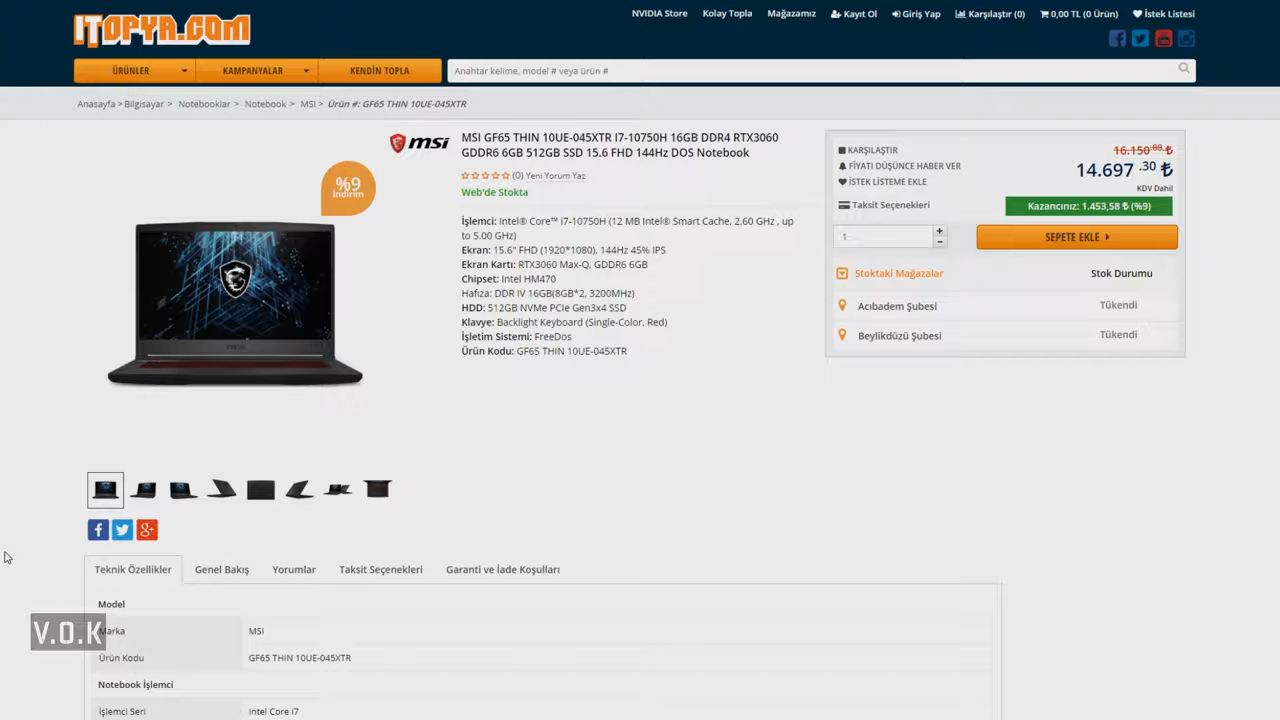 ITOPYA.COM
NVIDIA Store Kolay Topla Mağazamız Kayıt Ol Giriş Yap Karşılaştır (0) 0,00 TL (0 Ürün) İstek Listesi
ÜRÜNLER KAMPANYALAR KENDİN TOPLA
Anahtar kelime, model # veya ürün #
Anasayfa > Bilgisayar > Notebooklar > Notebook > MSI > Ürün #: GF65 THIN 10UE-045XTR
msi
MSI GF65 THIN 10UE-045XTR I7-10750H 16GB DDR4 RTX3060
GDDR6 6GB 512GB SSD 15.6 FHD 144Hz DOS Notebook
(0) Yeni Yorum Yaz
Web'de Stokta
%9
İndirim
İşlemci: Intel® Core™ i7-10750H (12 MB Intel® Smart Cache, 2.60 GHz , up
to 5.00 GHz)
Ekran: 15.6" FHD (1920*1080), 144Hz 45% IPS
Ekran Kartı: RTX3060 Max-Q, GDDR6 6GB
Chipset: Intel HM470
Hafıza: DDR IV 16GB(8GB*2, 3200MHz)
HDD: 512GB NVMe PCIe Gen3x4 SSD
Klavye: Backlight Keyboard (Single-Color, Red)
İşletim Sistemi: FreeDos
Ürün Kodu: GF65 THIN 10UE-045XTR
KARŞILAŞTIR
FİYATI DÜŞÜNCE HABER VER
İSTEK LİSTEME EKLE
16.150.88 ₺
14.697 .30 ₺
KDV Dahil
Taksit Seçenekleri
Kazancınız: 1.453,58 ₺ (%9)
1
+
-
SEPETE EKLE
Stoktaki Mağazalar Stok Durumu
Acıbadem Şubesi Tükendi
Beylikdüzü Şubesi Tükendi
Teknik Özellikler Genel Bakış Yorumlar Taksit Seçenekleri Garanti ve İade Koşulları
Model
Marka MSI
Ürün Kodu GF65 THIN 10UE-045XTR
Notebook İşlemci
İşlemci Seri Intel Core i7
V.O.K